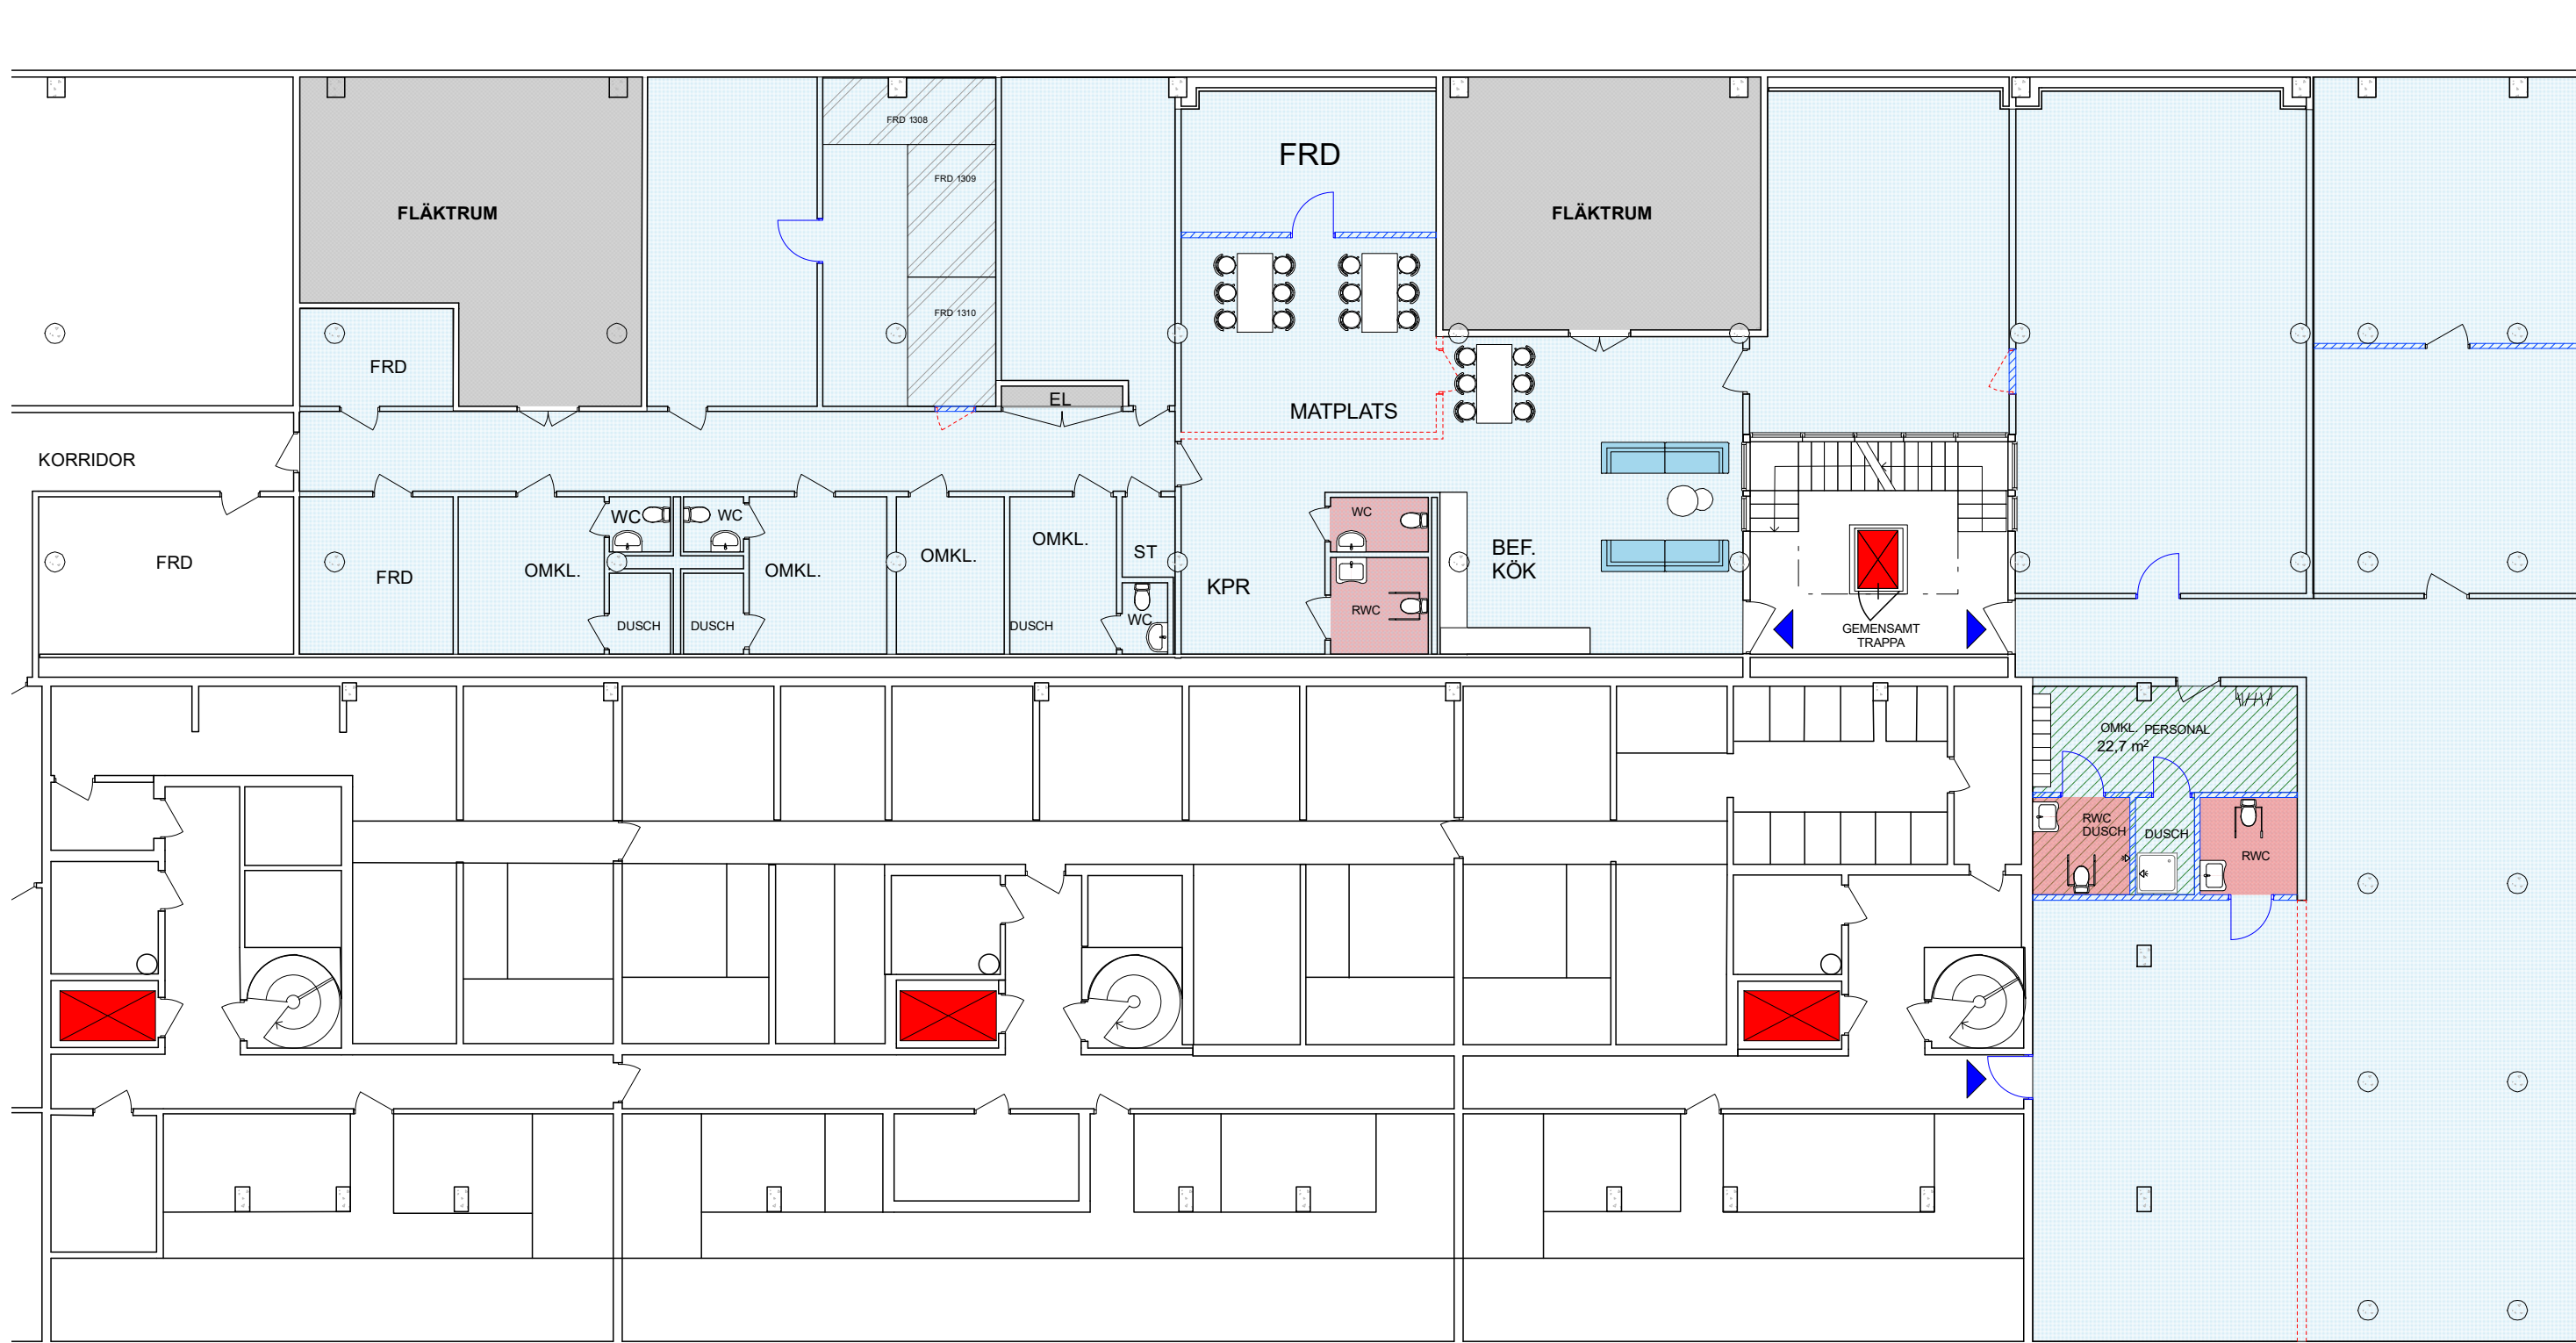 FRD 1308
FRD
FRD 1309
FLÄKTRUM
FLÄKTRUM
FRD 1310
FRD
EL
MATPLATS
KORRIDOR
WC
WC
WC
OMKL.
ST
BEF.
KÖK
OMKL.
FRD
FRD
OMKL.
OMKL.
KPR
RWC
WC
DUSCH
DUSCH
DUSCH
GEMENSAMT
TRAPPA
OMKL. PERSONAL
22,7 m²
RWC
DUSCH
DUSCH
RWC